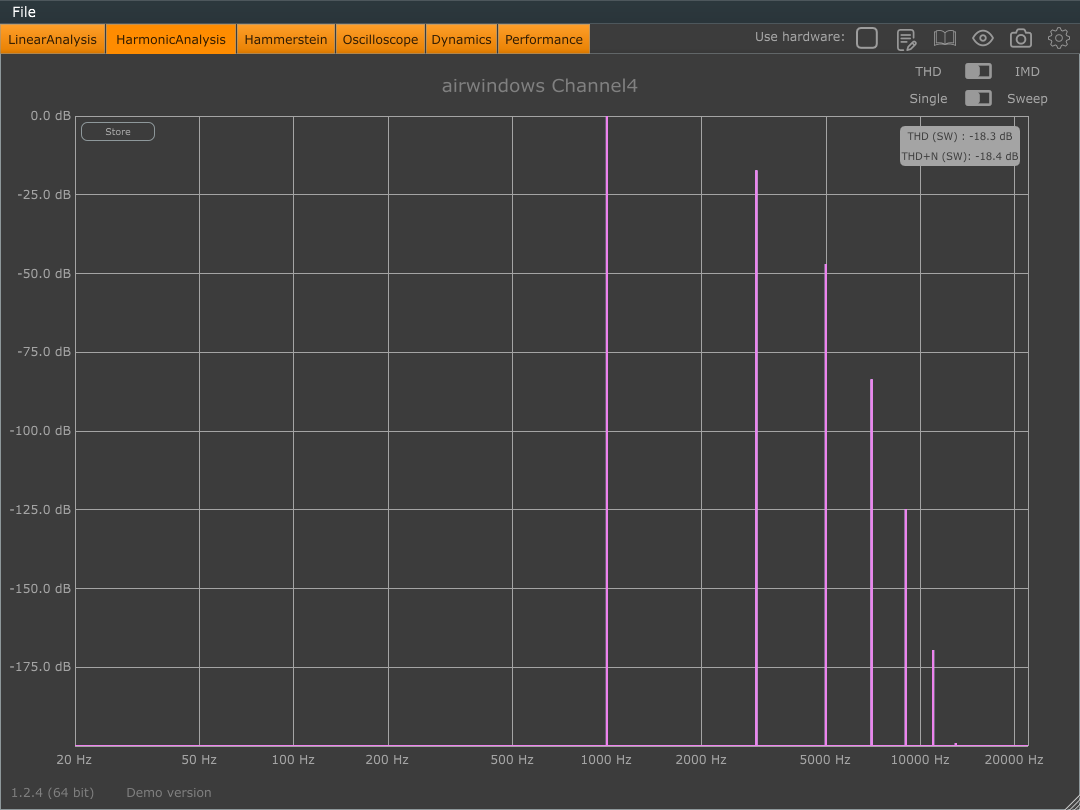 File
LinearAnalysis HarmonicAnalysis Hammerstein Oscilloscope Dynamics Performance Use hardware:
airwindows Channel4
THD IMD
Single Sweep
Store
THD (SW) : -18.3 dB
THD+N (SW): -18.4 dB
0.0 dB
-25.0 dB
-50.0 dB
-75.0 dB
-100.0 dB
-125.0 dB
-150.0 dB
-175.0 dB
20 Hz 50 Hz 100 Hz 200 Hz 500 Hz 1000 Hz 2000 Hz 5000 Hz 10000 Hz 20000 Hz
1.2.4 (64 bit) Demo version